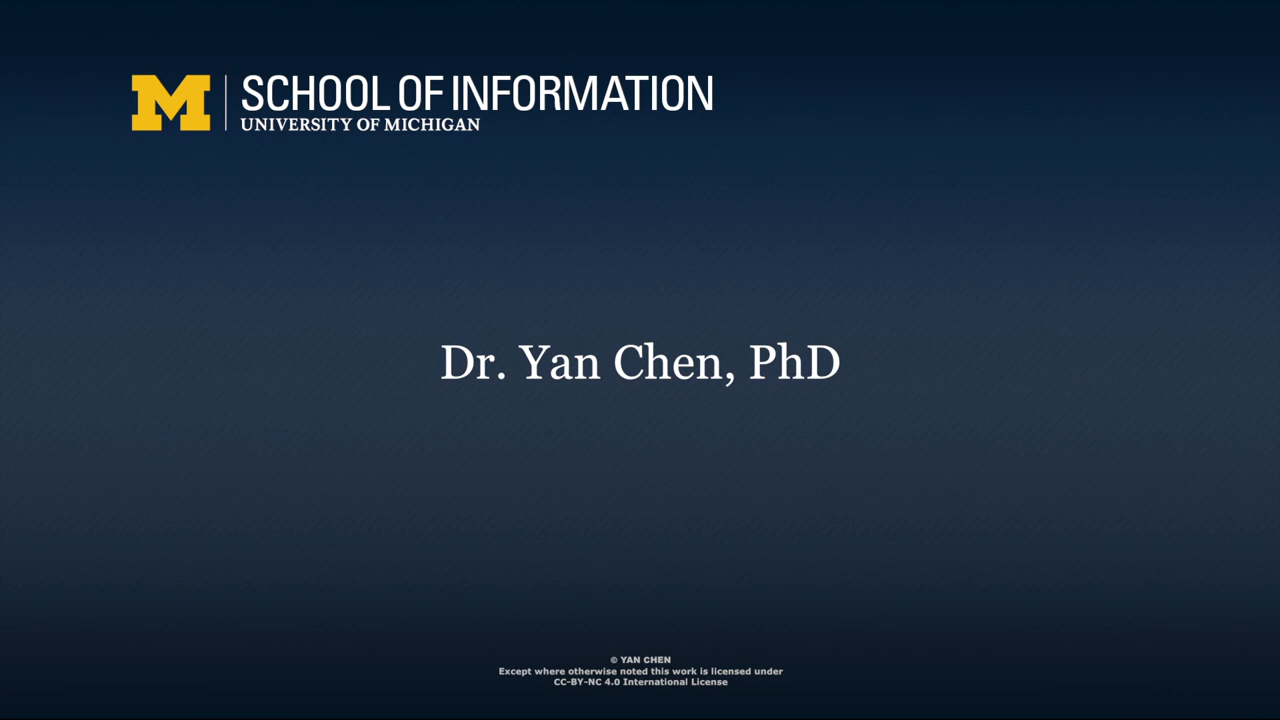 M
SCHOOL OF INFORMATION
UNIVERSITY OF MICHIGAN
Dr. Yan Chen, PhD
© YAN CHEN
Except where otherwise noted this work is licensed under
CC-BY-NC 4.0 International License